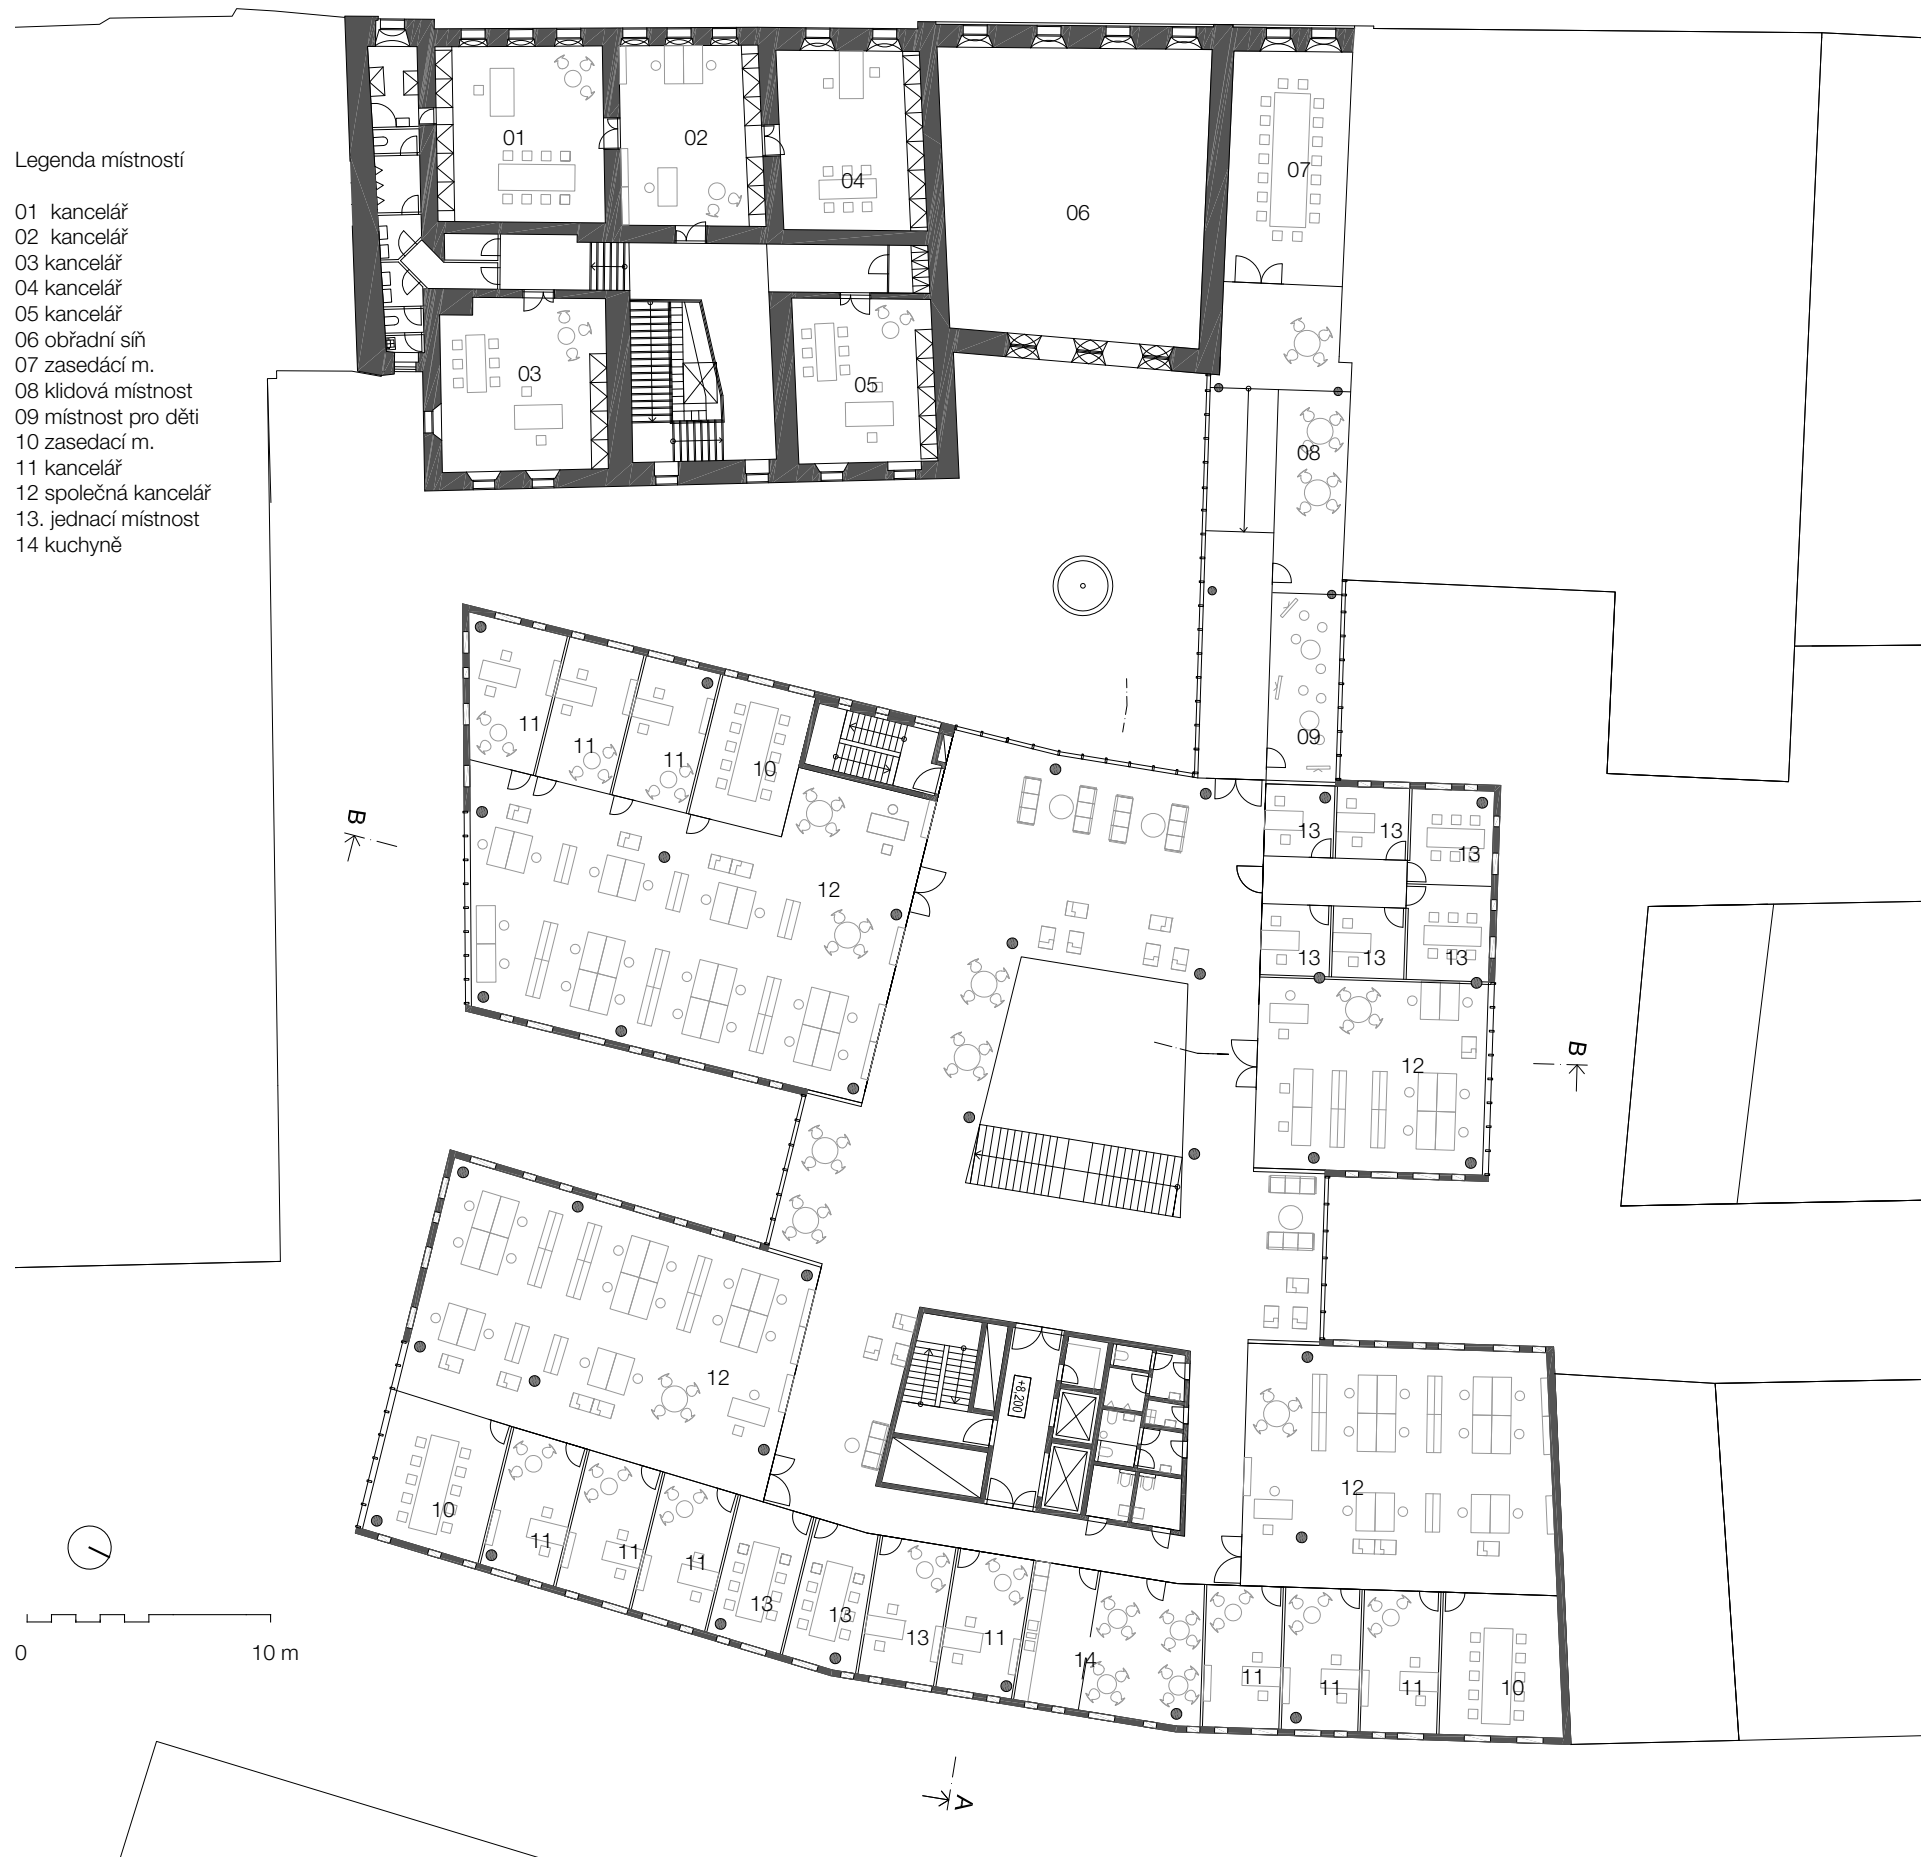 Legenda místností
01 kancelář
02 kancelář
03 kancelář
04 kancelář
05 kancelář
06 obřadní síň
07 zasedácí m.
08 klidová místnost
09 místnost pro děti
10 zasedací m.
11 kancelář
12 společná kancelář
13. jednací místnost
14 kuchyně
01
02
04
06
07
03
05
08
09
11
11
11
10
12
B
13
13
13
13
13
13
12
B
12
+8,200
10
11
11
11
13
13
13
11
14
12
11
11
11
10
0
10 m
A